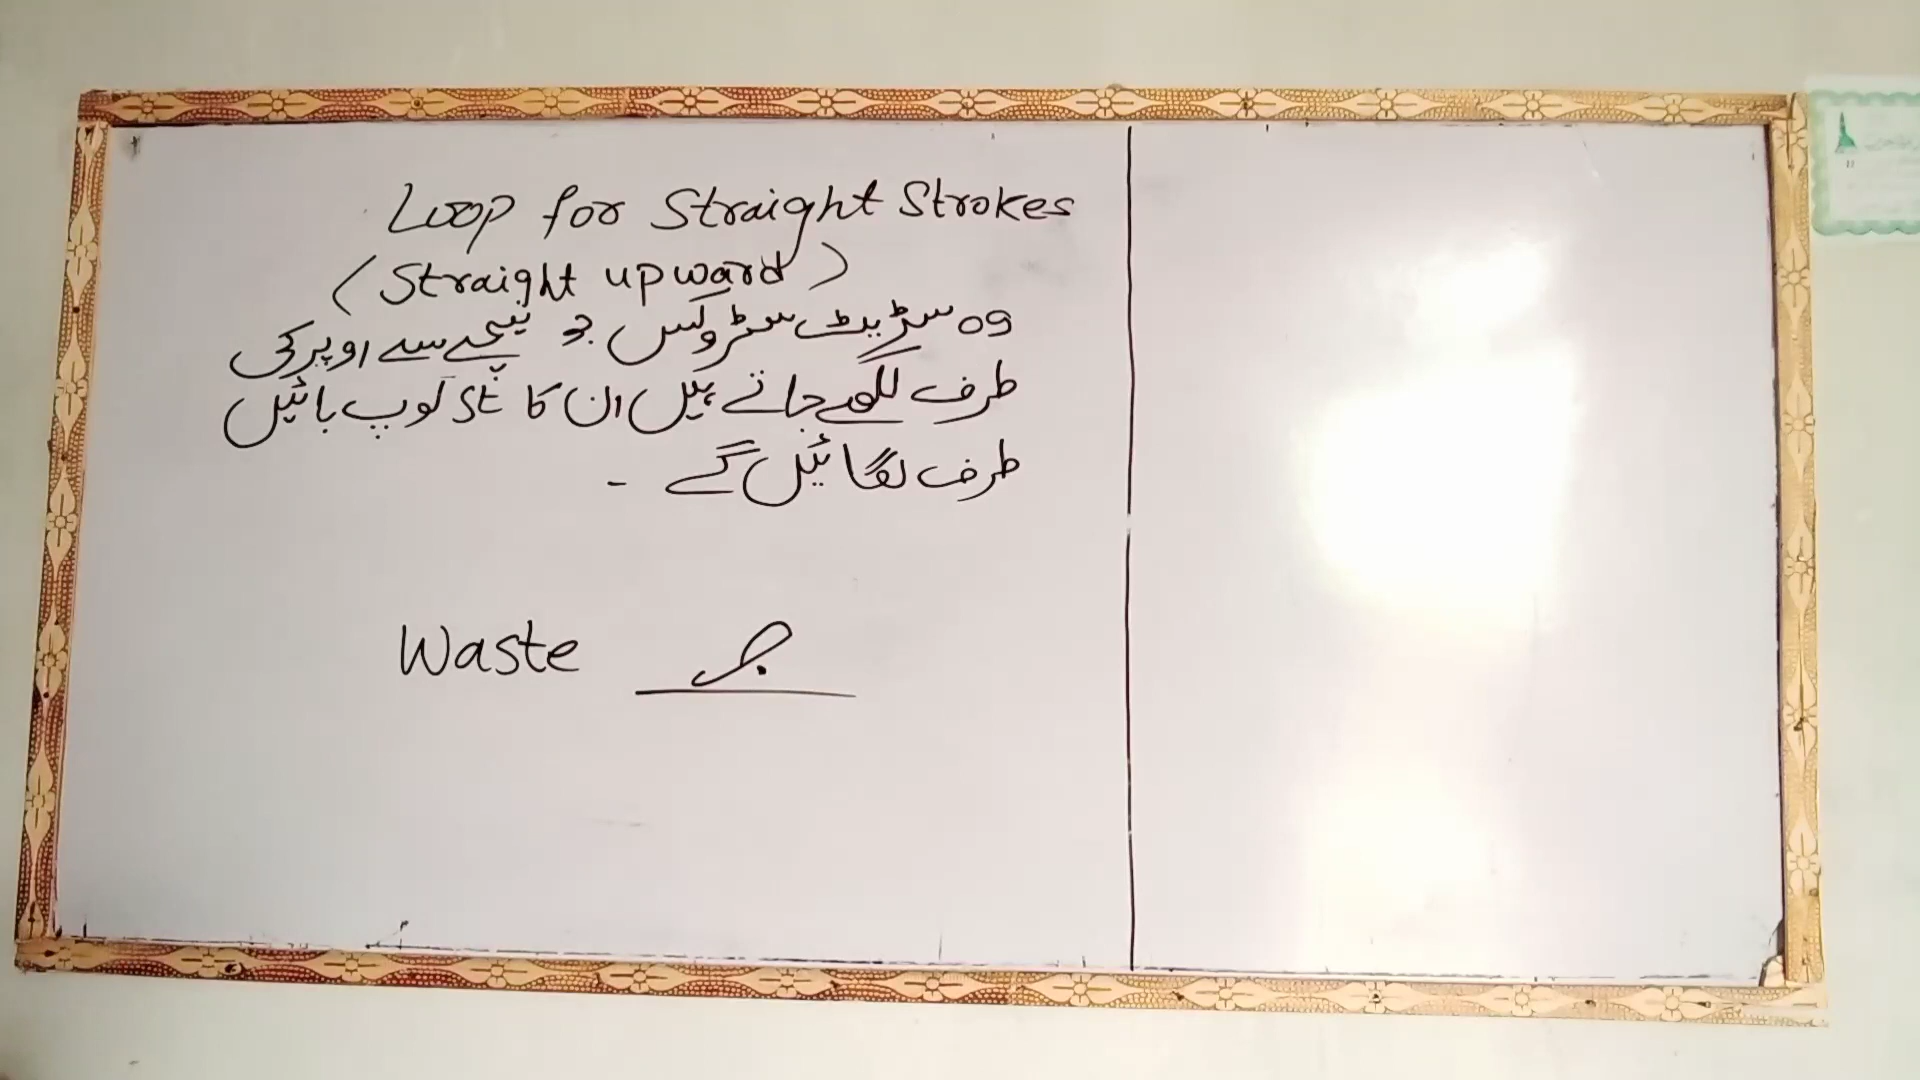 Loop for Straight Strokes
(Straight upward)
وہ سڑیٹ سٹروکس جو نیچے سے اوپر کی
طرف لکھے جاتے ہیں ان کا St لوپ بائیں
طرف لگائیں گے ۔
Waste